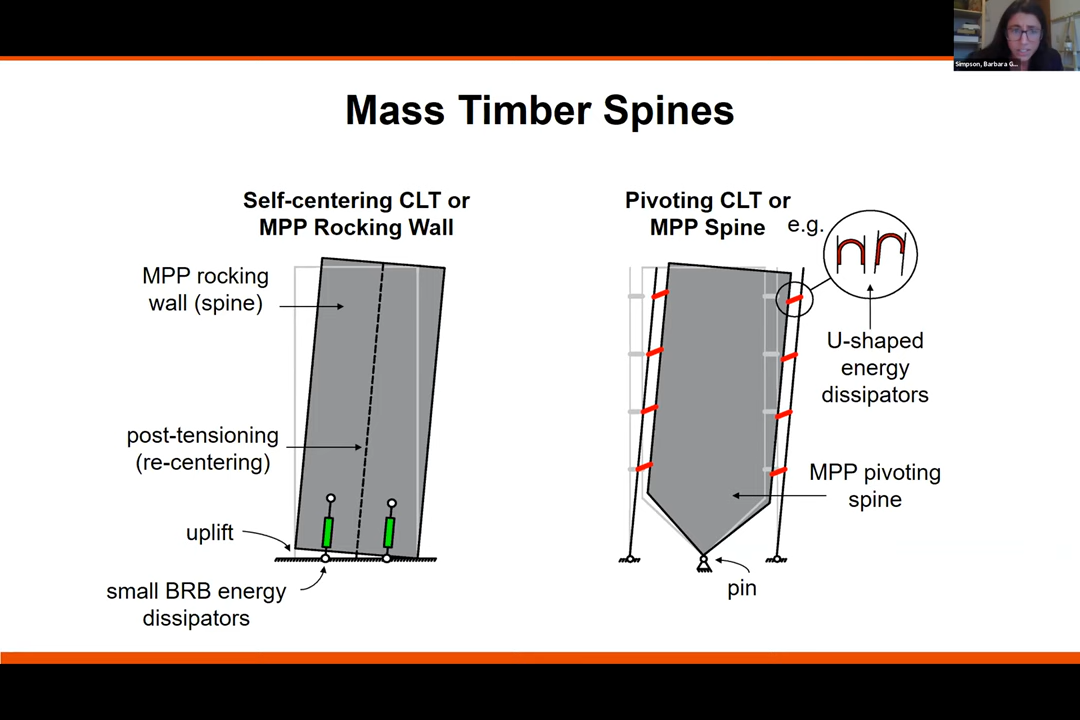 Simpson, Barbara G...
Mass Timber Spines
Self-centering CLT or
MPP Rocking Wall
MPP rocking
wall (spine)
post-tensioning
(re-centering)
uplift
small BRB energy
dissipators
Pivoting CLT or
MPP Spine
e.g.
U-shaped
energy
dissipators
MPP pivoting
spine
pin